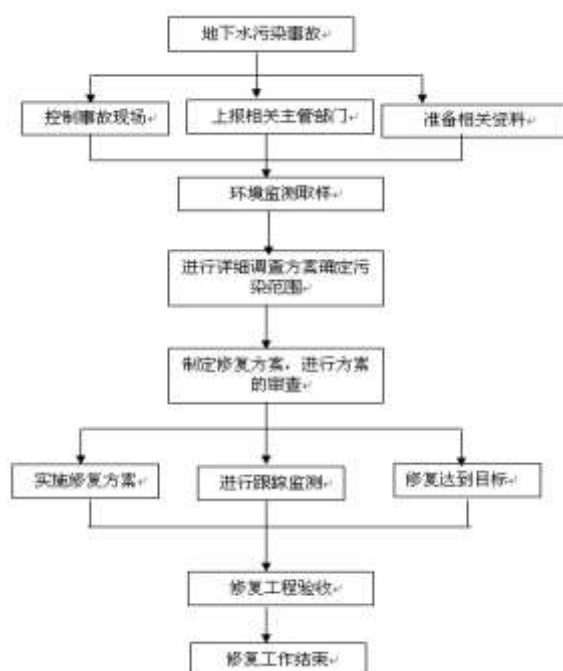 地下水污染事故
控制事故现场
上报相关主管部门
准备相关资料
环境监测取样
进行详细调查方案确定污
染范围
制定修复方案，进行方案
的审查
实施修复方案
进行跟踪监测
修复达到目标
修复工程验收
修复工作结束